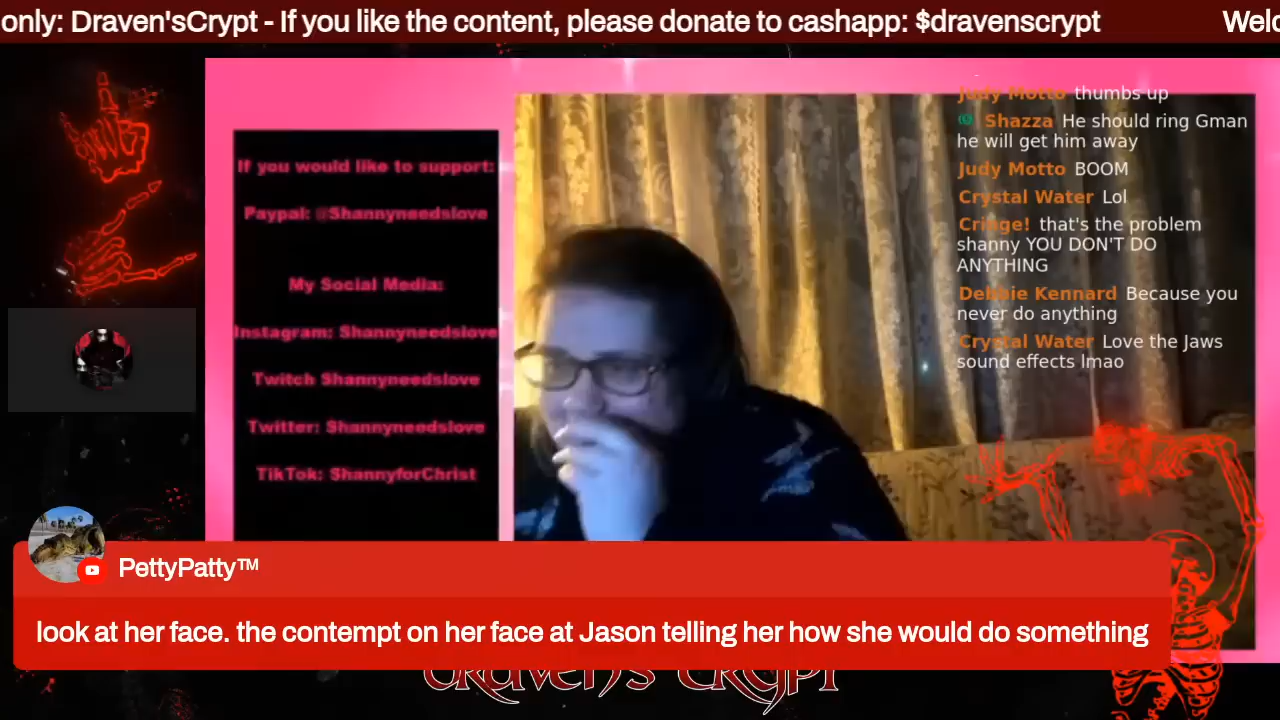 only: Draven'sCrypt - If you like the content, please donate to cashapp: $dravenscrypt
Welc
If you would like to support:
Paypal: @Shannyneedslove
My Social Media:
Instagram: Shannyneedslove
Twitch Shannyneedslove
Twitter: Shannyneedslove
TikTok: ShannyforChrist
Judy Motto thumbs up
Shazza He should ring Gman
he will get him away
Judy Motto BOOM
Crystal Water Lol
Cringe! that's the problem
shanny YOU DON'T DO
ANYTHING
Debbie Kennard Because you
never do anything
Crystal Water Love the Jaws
sound effects lmao
PettyPatty™
look at her face. the contempt on her face at Jason telling her how she would do something
Draven's Crypt